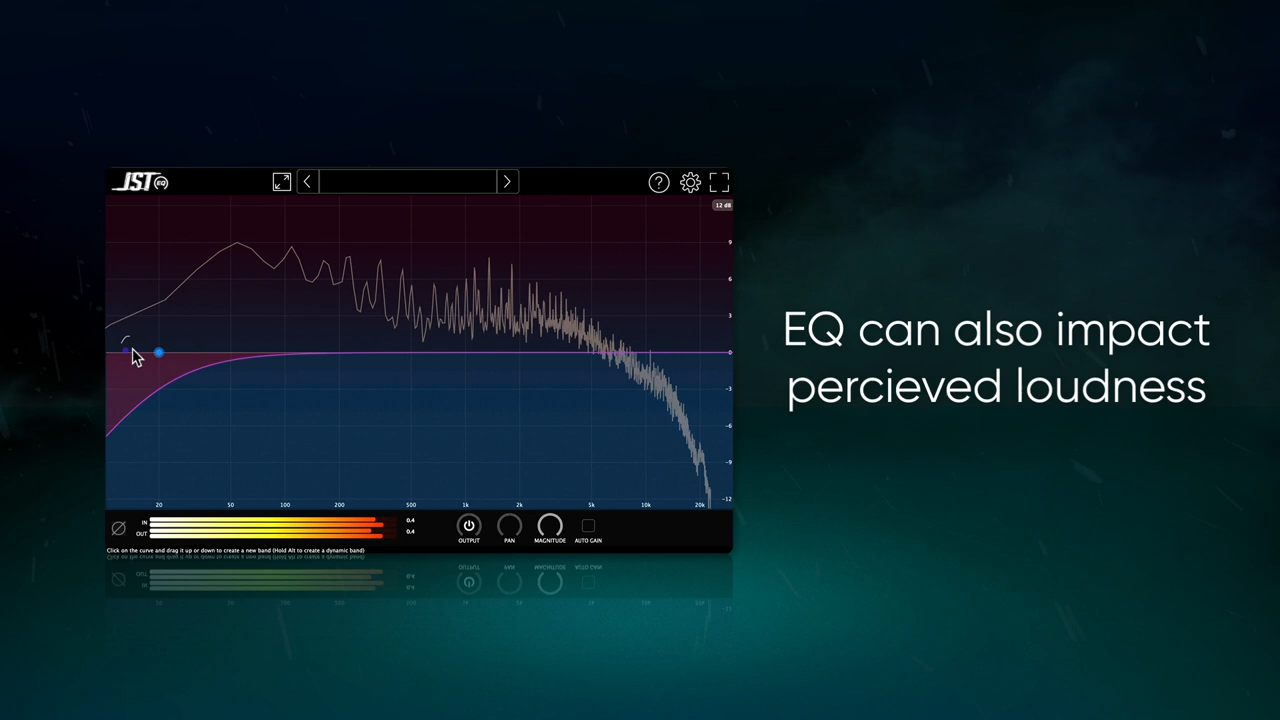 JST EQ
12 dB
9
6
3
0
-3
-6
-9
-12
20 50 100 200 500 1k 2k 5k 10k 20k
EQ can also impact
percieved loudness
IN 0.4
OUT 0.4
OUTPUT PAN MAGNITUDE AUTO GAIN
Click on the curve and drag it up or down to create a new band (Hold Alt to create a dynamic band)